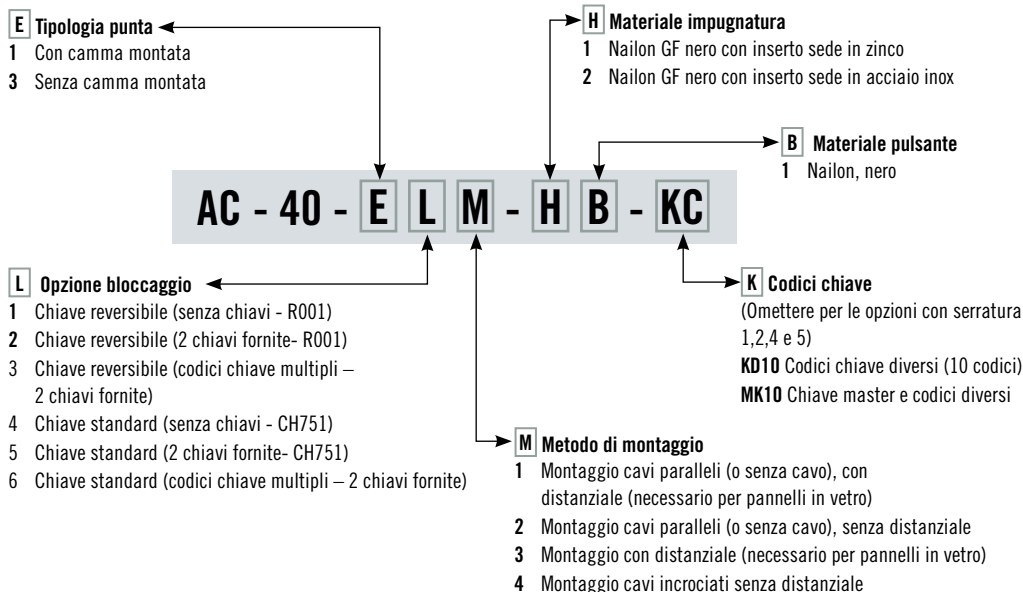 E Tipologia punta
1 Con camma montata
3 Senza camma montata
H Materiale impugnatura
1 Nailon GF nero con inserto sede in zinco
2 Nailon GF nero con inserto sede in acciaio inox
B Materiale pulsante
1 Nailon, nero
AC - 40 - E L M - H B - KC
L Opzione bloccaggio
1 Chiave reversibile (senza chiavi - R001)
2 Chiave reversibile (2 chiavi fornite- R001)
3 Chiave reversibile (codici chiave multipli –
2 chiavi fornite)
4 Chiave standard (senza chiavi - CH751)
5 Chiave standard (2 chiavi fornite- CH751)
6 Chiave standard (codici chiave multipli – 2 chiavi fornite)
K Codici chiave
(Omettere per le opzioni con serratura
1,2,4 e 5)
KD10 Codici chiave diversi (10 codici)
MK10 Chiave master e codici diversi
M Metodo di montaggio
1 Montaggio cavi paralleli (o senza cavo), con
distanziale (necessario per pannelli in vetro)
2 Montaggio cavi paralleli (o senza cavo), senza distanziale
3 Montaggio con distanziale (necessario per pannelli in vetro)
4 Montaggio cavi incrociati senza distanziale